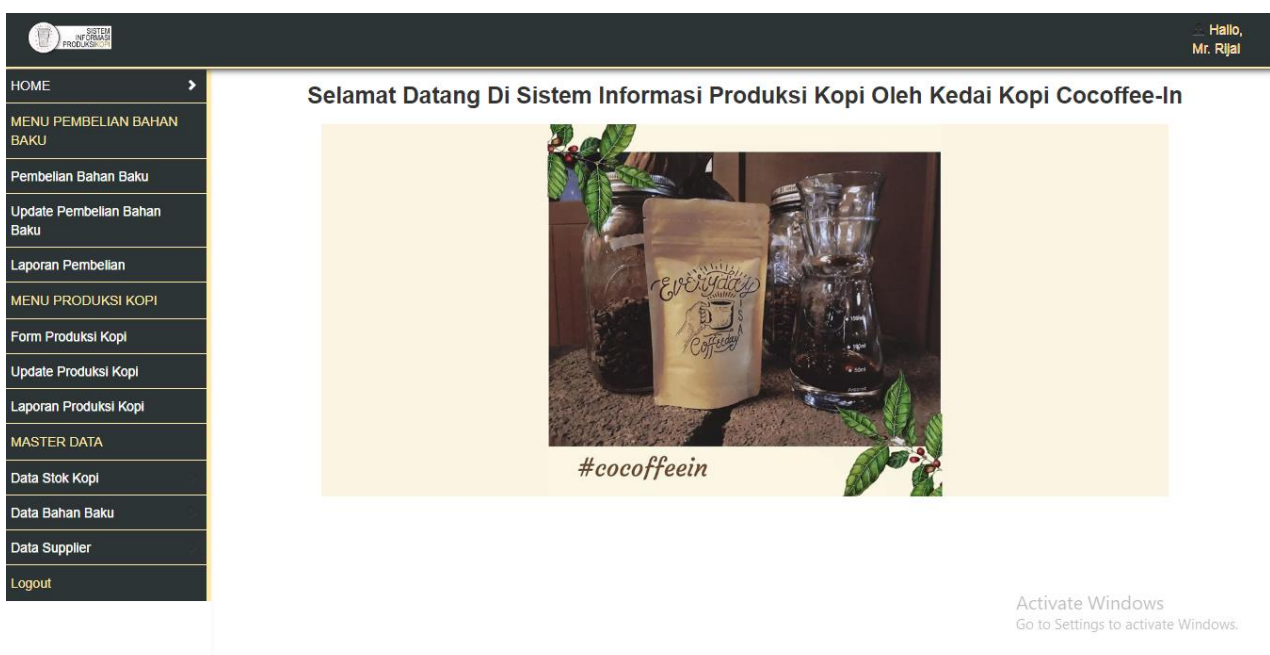 SISTEM
INFORMASI
PRODUKSIKOPI
Hallo,
Mr. Rijal
HOME
MENU PEMBELIAN BAHAN
BAKU
Pembelian Bahan Baku
Update Pembelian Bahan
Baku
Laporan Pembelian
MENU PRODUKSI KOPI
Form Produksi Kopi
Update Produksi Kopi
Laporan Produksi Kopi
MASTER DATA
Data Stok Kopi
Data Bahan Baku
Data Supplier
Logout
Selamat Datang Di Sistem Informasi Produksi Kopi Oleh Kedai Kopi Cocoffee-In
Everyday
IS A
Coffeeday
50ml
#cocoffeein
Activate Windows
Go to Settings to activate Windows.